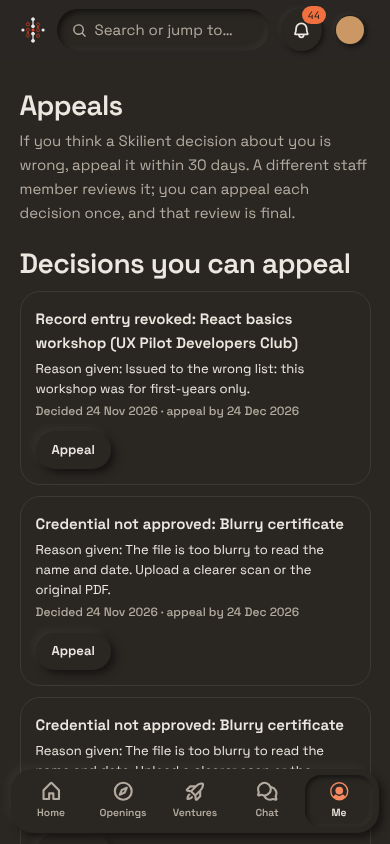 Search or jump to...
44
Appeals
If you think a Skilient decision about you is
wrong, appeal it within 30 days. A different staff
member reviews it; you can appeal each
decision once, and that review is final.
Decisions you can appeal
Record entry revoked: React basics
workshop (UX Pilot Developers Club)
Reason given: Issued to the wrong list: this
workshop was for first-years only.
Decided 24 Nov 2026 · appeal by 24 Dec 2026
Appeal
Credential not approved: Blurry certificate
Reason given: The file is too blurry to read the
name and date. Upload a clearer scan or the
original PDF.
Decided 24 Nov 2026 · appeal by 24 Dec 2026
Appeal
Credential not approved: Blurry certificate
Reason given: The file is too blurry to read the
Home
Openings
Ventures
Chat
Me